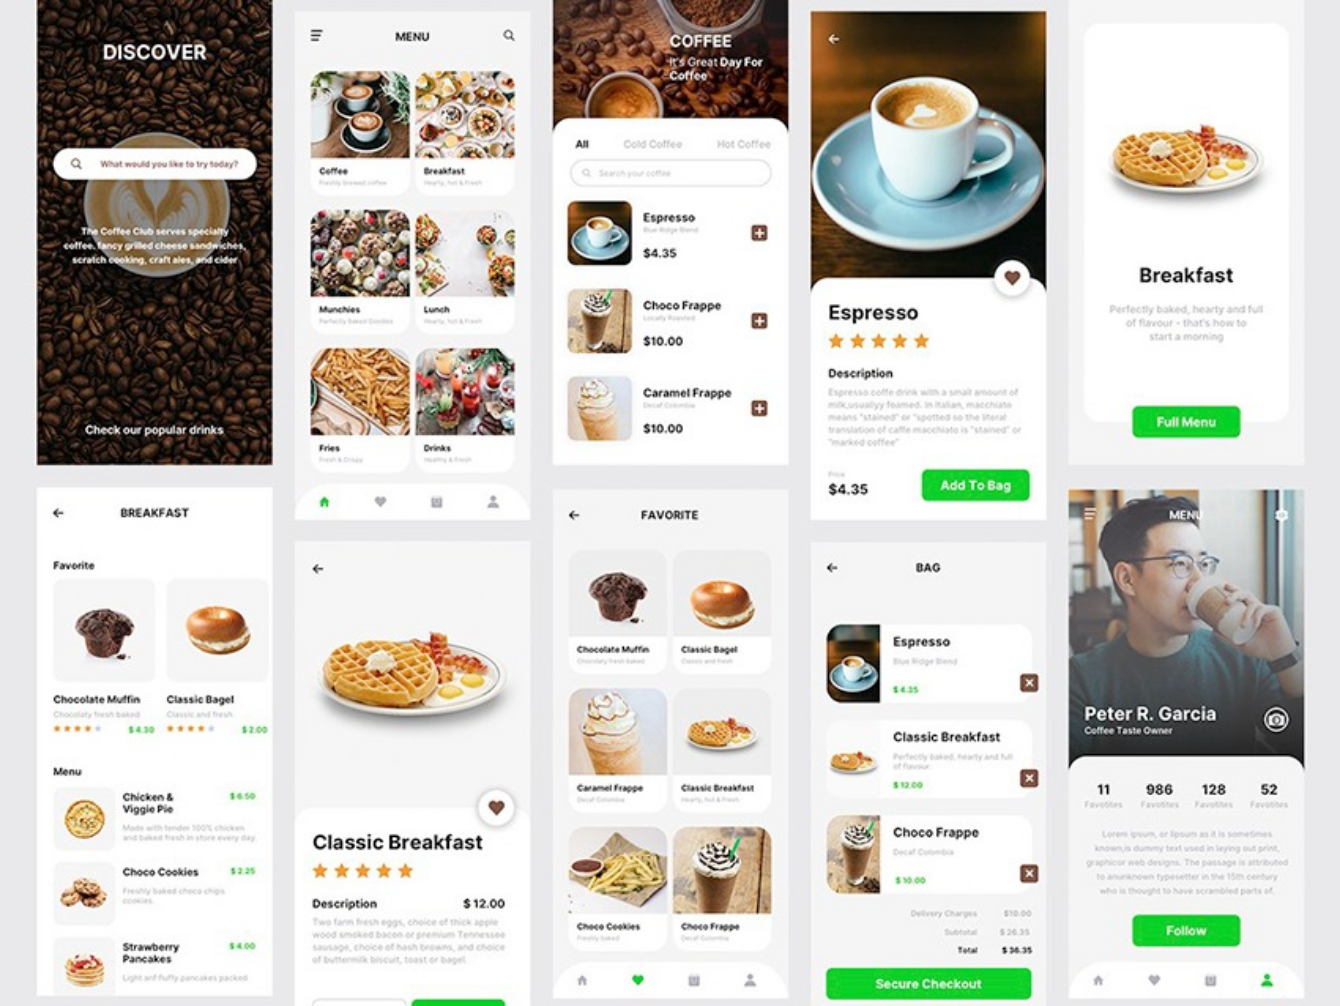 DISCOVER
What would you like to try today?
The Coffee Club serves specialty
coffee, fancy grilled cheese sandwiches,
scratch cooking, craft ales, and cider
Check our popular drinks
MENU
Coffee
Freshly brewed coffee
Breakfast
Hearty, hot & Fresh
Munchies
Perfectly Baked Goodies
Lunch
Hearty, hot & Fresh
Fries
Fresh & Crispy
Drinks
Healthy & Fresh
COFFEE
It's Great Day For
Coffee
All
Cold Coffee
Hot Coffee
Search your coffee
Espresso
Blue Ridge Blend
$4.35
Choco Frappe
Locally Roasted
$10.00
Caramel Frappe
Decaf Colombia
$10.00
Espresso
Description
Espresso coffe drink with a small amount of
milk,usualiyy foamed. In Italian, macchiato
means "stained" or "spotted so the literal
translation of caffe macchiato is "stained" or
"marked coffee"
Price
$4.35
Add To Bag
Breakfast
Perfectly baked, hearty and full
of flavour - that's how to
start a morning
Full Menu
BREAKFAST
Favorite
Chocolate Muffin
Chocolaty fresh baked
$4.30
Classic Bagel
Classic and fresh
$2.00
Menu
Chicken &
Viggie Pie
$6.50
Made with tender 100% chicken
and baked fresh in store every day.
Choco Cookies
$2.25
Freshly baked choco chips
cookies.
Strawberry
Pancakes
$4.00
Light anf fluffy pancakes packed
Classic Breakfast
Description
$12.00
Two farm fresh eggs, choice of thick apple
wood smoked bacon or premium Tennessee
sausage, choice of hash browns, and choice
of buttermilk biscuit, toast or bagel
FAVORITE
Chocolate Muffin
Chocolaty fresh baked
Classic Bagel
Classic and fresh
Caramel Frappe
Decaf Colombia
Classic Breakfast
Hearty, hot & Fresh
Choco Cookies
Freshly baked
Choco Frappe
Decaf Colombia
BAG
Espresso
Blue Ridge Blend
$4.35
Classic Breakfast
Perfectly baked, hearty and full
of flavour.
$12.00
Choco Frappe
Decaf Colombia
$10.00
Delivery Charges
$10.00
Subtotal
$26.35
Total
$36.35
Secure Checkout
MENU
Peter R. Garcia
Coffee Taste Owner
11
986
128
52
Favotites
Favotites
Favotites
Favotites
Lorem ipsum, or lipsum as it is sometimes
known,is dummy text used in laying out print,
graphicor web designs. The passage is attributed
to anunknown typesetter in the 15th century
who is thought to have scrambled parts of.
Follow